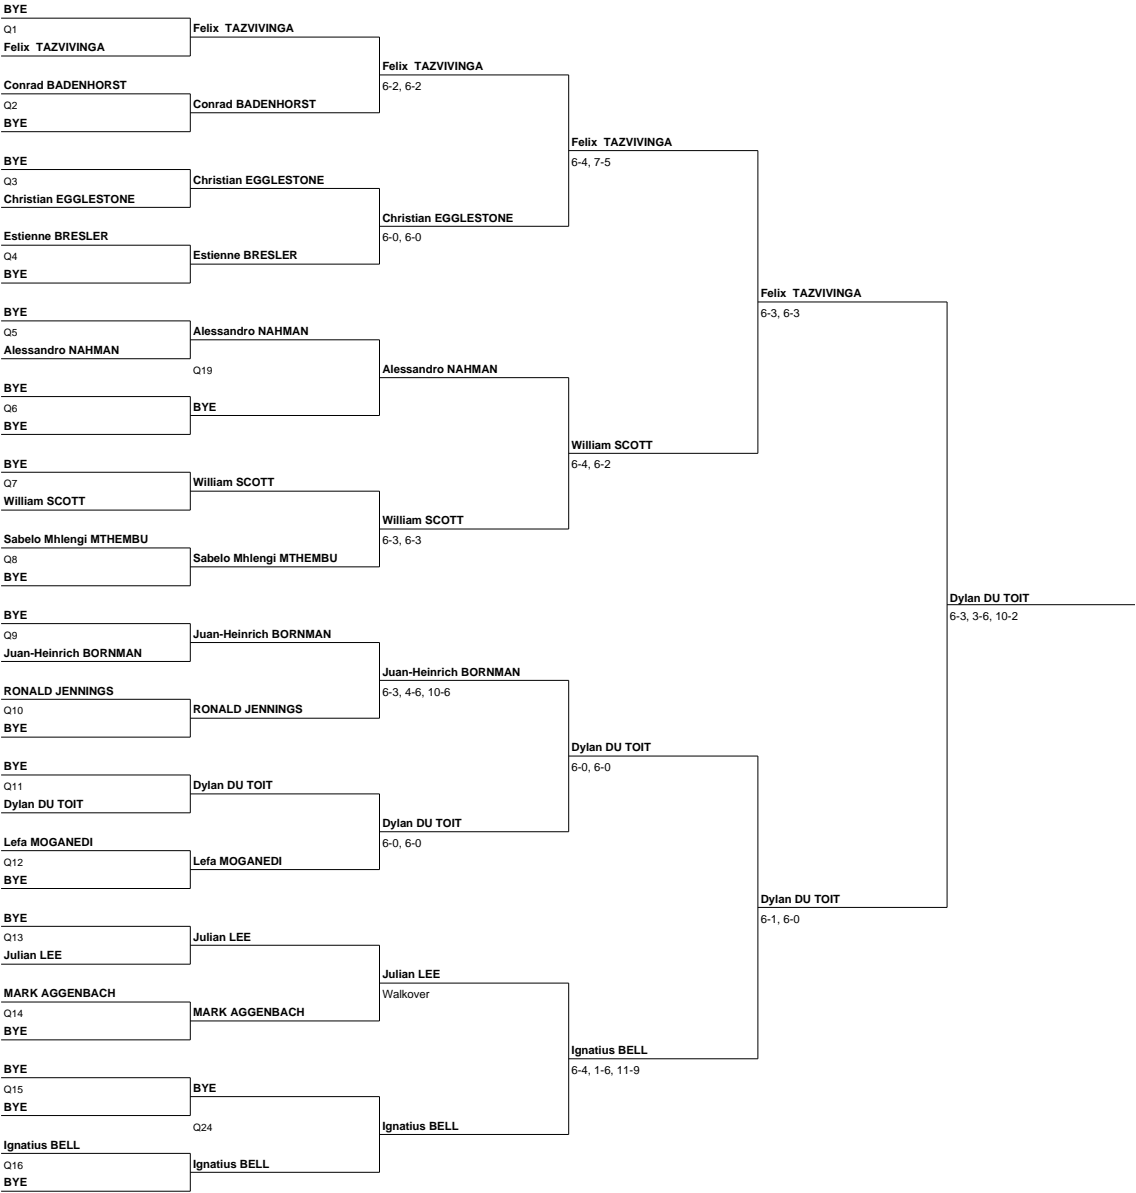 BYE
Q1
Felix TAZVIVINGA
Conrad BADENHORST
Q2
BYE
BYE
Q3
Christian EGGLESTONE
Estienne BRESLER
Q4
BYE
BYE
Q5
Alessandro NAHMAN
BYE
Q6
BYE
BYE
Q7
William SCOTT
Sabelo Mhlengi MTHEMBU
Q8
BYE
BYE
Q9
Juan-Heinrich BORNMAN
RONALD JENNINGS
Q10
BYE
BYE
Q11
Dylan DU TOIT
Lefa MOGANEDI
Q12
BYE
BYE
Q13
Julian LEE
MARK AGGENBACH
Q14
BYE
BYE
Q15
BYE
Ignatius BELL
Q16
BYE
Felix TAZVIVINGA
Conrad BADENHORST
Christian EGGLESTONE
Estienne BRESLER
Alessandro NAHMAN
Q19
BYE
William SCOTT
Sabelo Mhlengi MTHEMBU
Juan-Heinrich BORNMAN
RONALD JENNINGS
Dylan DU TOIT
Lefa MOGANEDI
Julian LEE
MARK AGGENBACH
BYE
Q24
Ignatius BELL
Felix TAZVIVINGA
6-2, 6-2
Christian EGGLESTONE
6-0, 6-0
Alessandro NAHMAN
William SCOTT
6-3, 6-3
Juan-Heinrich BORNMAN
6-3, 4-6, 10-6
Dylan DU TOIT
6-0, 6-0
Julian LEE
Walkover
Ignatius BELL
Felix TAZVIVINGA
6-4, 7-5
William SCOTT
6-4, 6-2
Dylan DU TOIT
6-0, 6-0
Ignatius BELL
6-4, 1-6, 11-9
Felix TAZVIVINGA
6-3, 6-3
Dylan DU TOIT
6-1, 6-0
Dylan DU TOIT
6-3, 3-6, 10-2